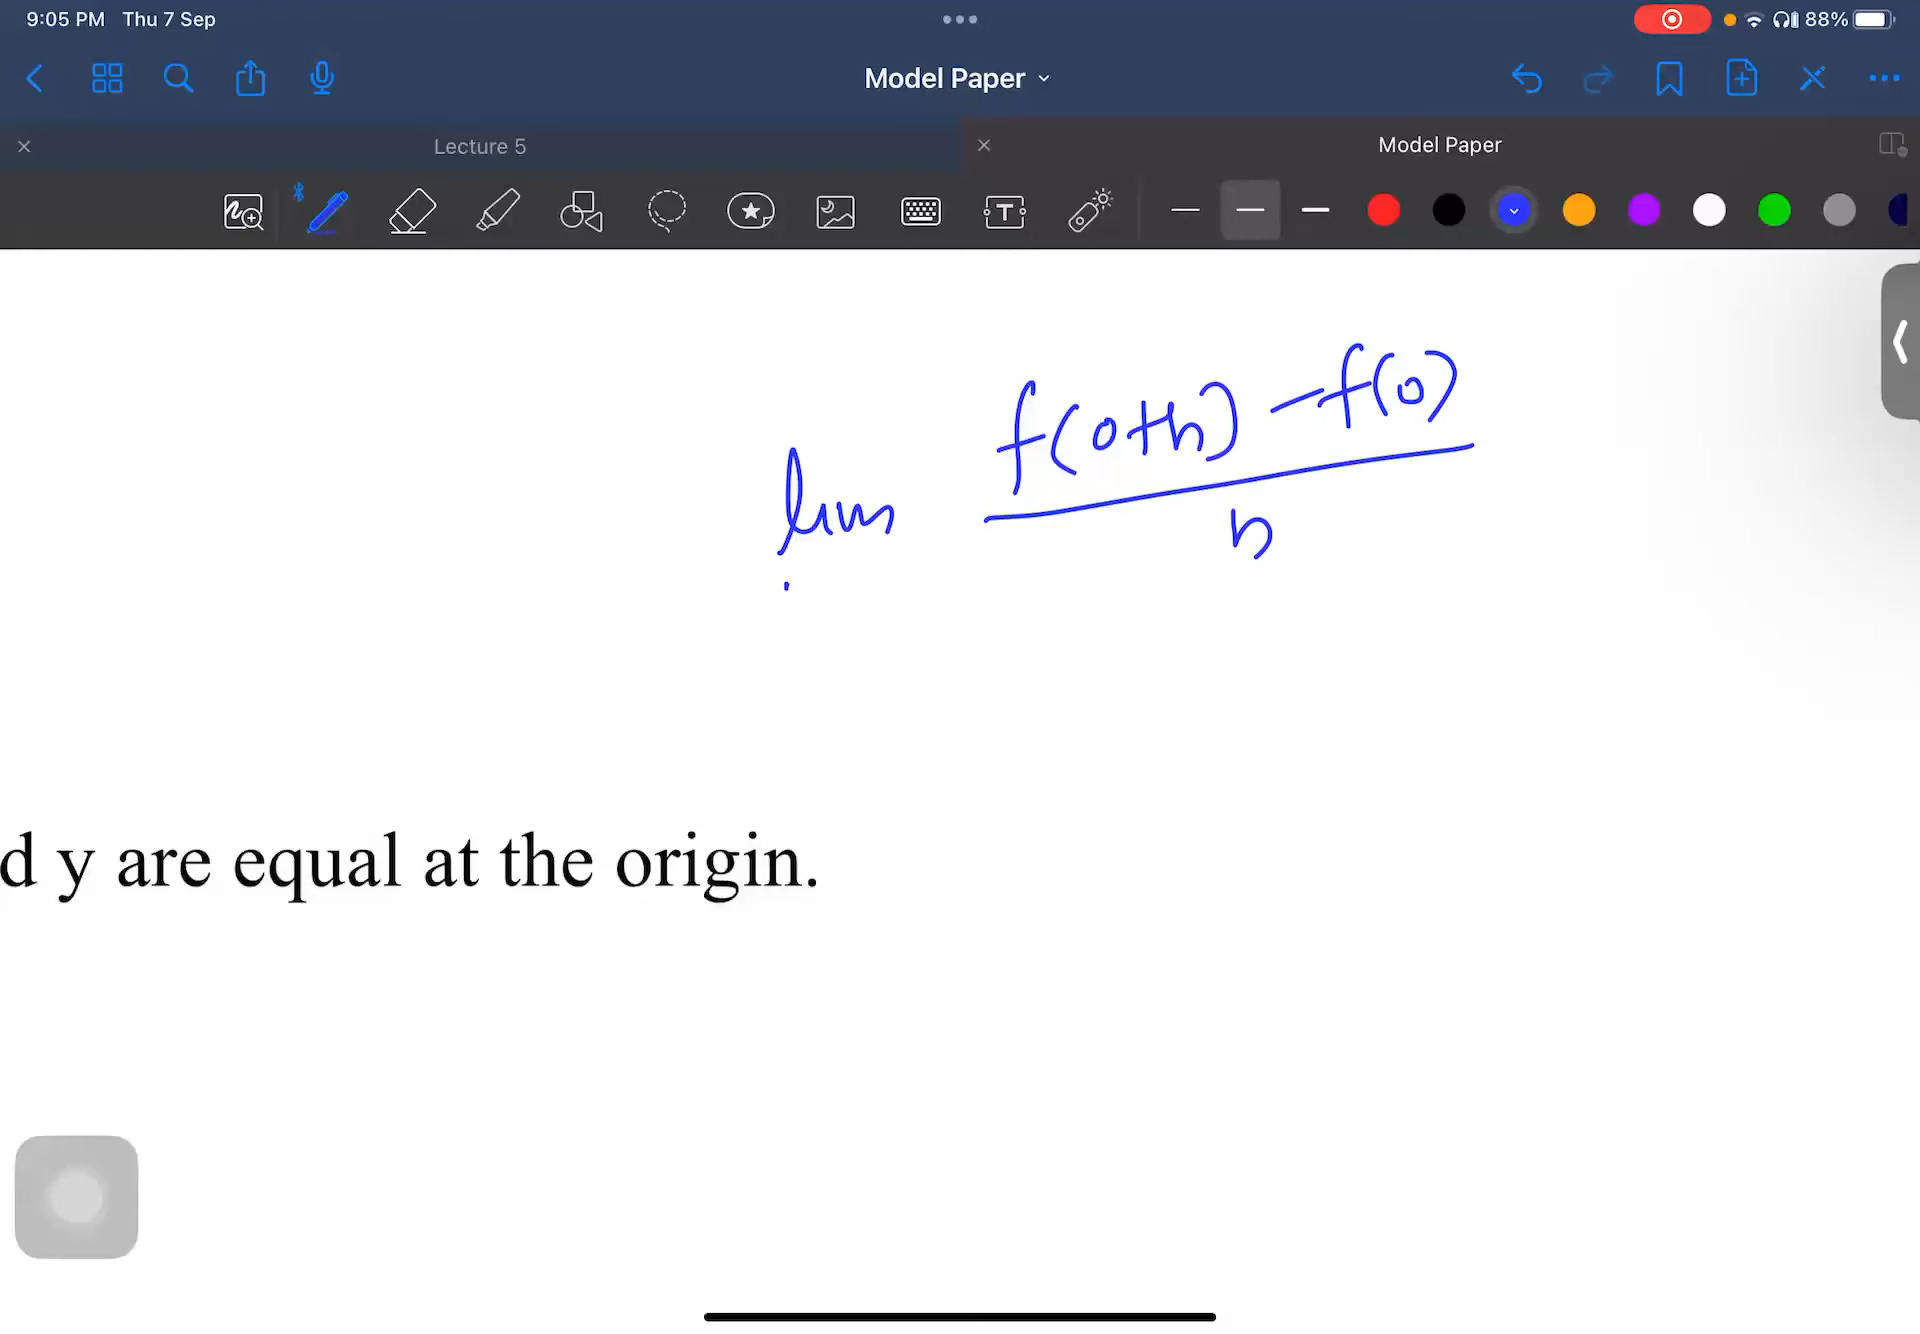 9:05 PM Thu 7 Sep
88%
Model Paper
Lecture 5
Model Paper
T
f(0+h) - f(0)
lim
h
d y are equal at the origin.